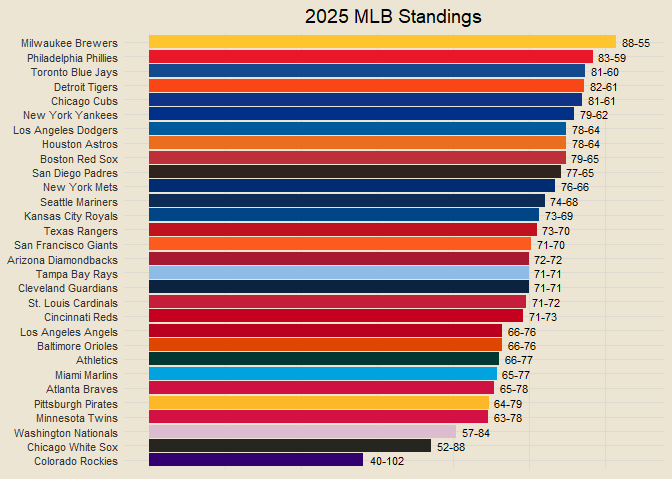 2025 MLB Standings
Milwaukee Brewers 88-55
Philadelphia Phillies 83-59
Toronto Blue Jays 81-60
Detroit Tigers 82-61
Chicago Cubs 81-61
New York Yankees 79-62
Los Angeles Dodgers 78-64
Houston Astros 78-64
Boston Red Sox 79-65
San Diego Padres 77-65
New York Mets 76-66
Seattle Mariners 74-68
Kansas City Royals 73-69
Texas Rangers 73-70
San Francisco Giants 71-70
Arizona Diamondbacks 72-72
Tampa Bay Rays 71-71
Cleveland Guardians 71-71
St. Louis Cardinals 71-72
Cincinnati Reds 71-73
Los Angeles Angels 66-76
Baltimore Orioles 66-76
Athletics 66-77
Miami Marlins 65-77
Atlanta Braves 65-78
Pittsburgh Pirates 64-79
Minnesota Twins 63-78
Washington Nationals 57-84
Chicago White Sox 52-88
Colorado Rockies 40-102